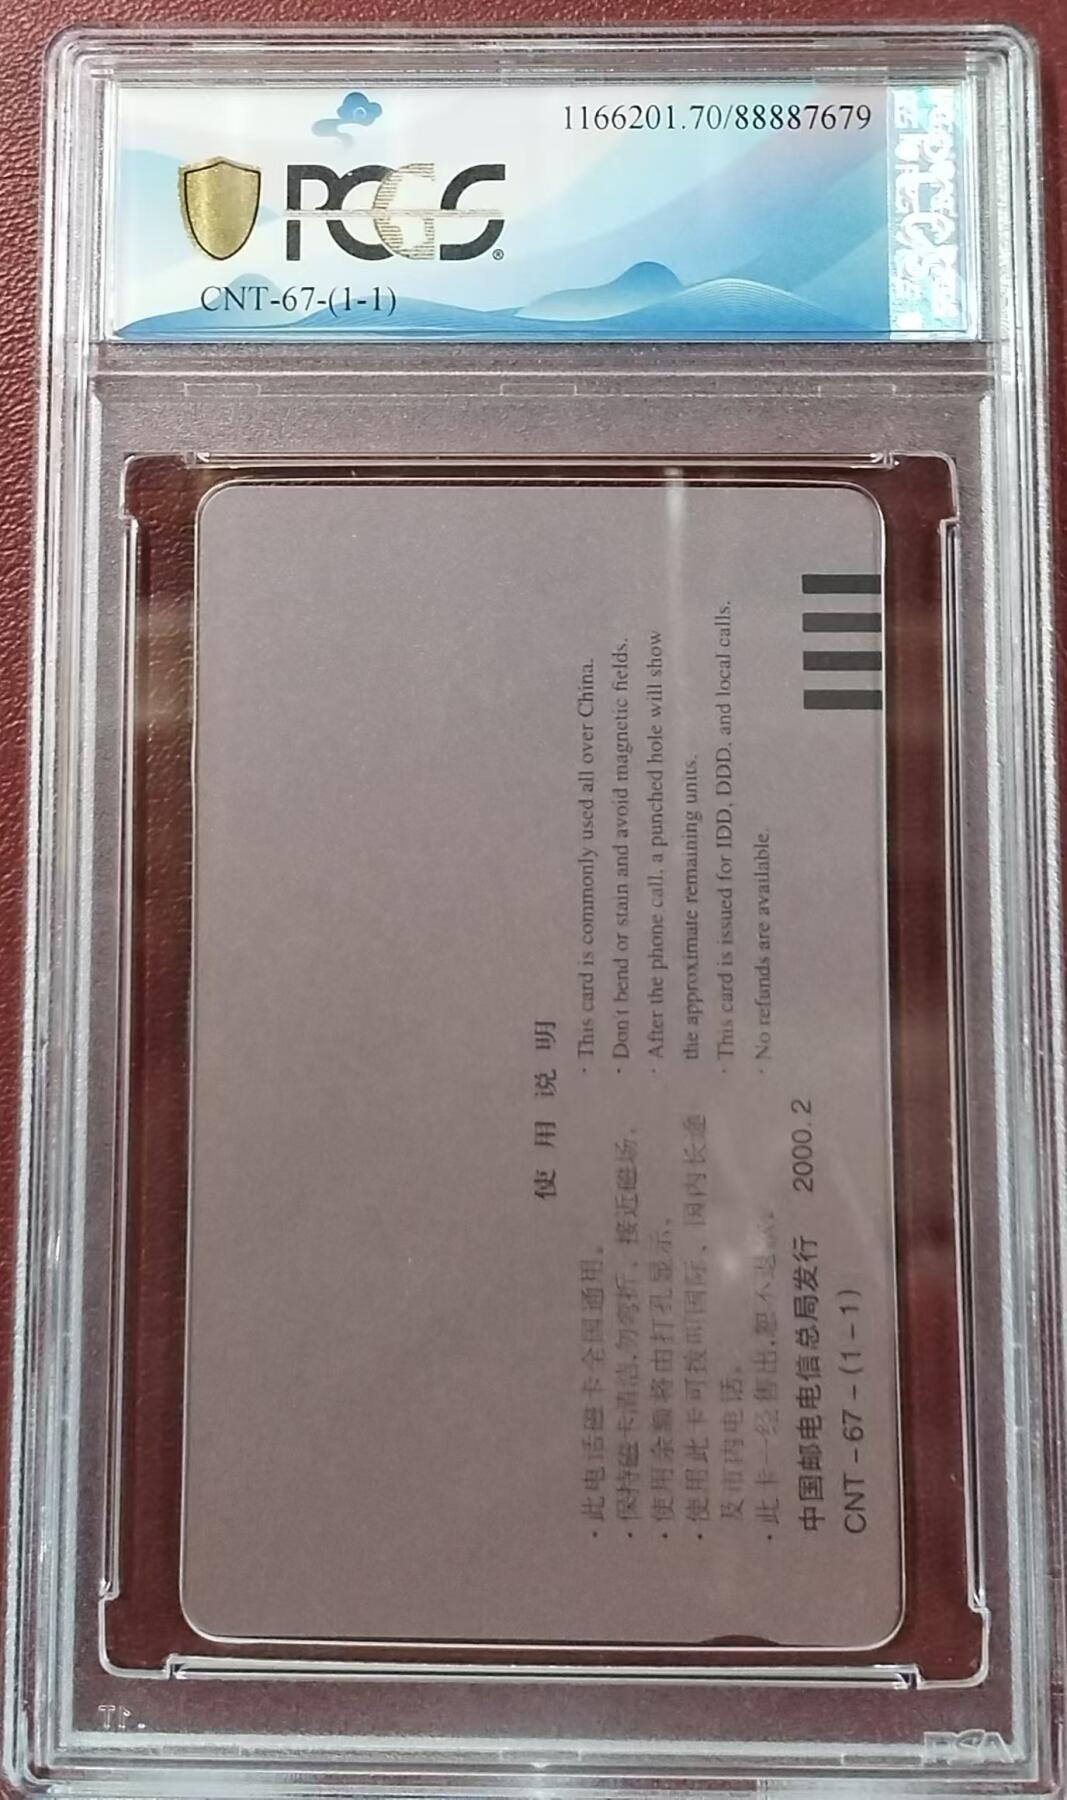 1166201.70/88887679
PCGS
CNT-67-(1-1)
使用说明
·此电话磁卡全国通用。
·保持磁卡清洁,勿弯折、接近磁场。
·使用余额将由打孔显示。
·使用此卡可拨叫国际、国内长途
及市内电话。
·此卡一经售出,恕不退款。
· This card is commonly used all over China.
· Don't bend or stain and avoid magnetic fields.
· After the phone call, a punched hole will show
the approximate remaining units.
· This card is issued for IDD, DDD, and local calls.
· No refunds are available.
中国邮电电信总局发行 2000.2
CNT-67-(1-1)
PSA